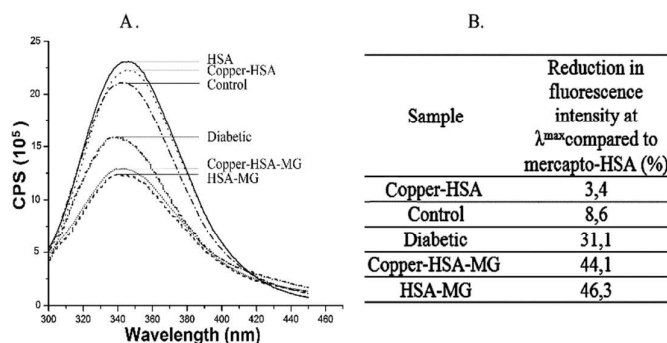 A.
B.
25
20
15
10
5
0
CPS (10⁵)
HSA
Copper-HSA
Control
Diabetic
Copper-HSA-MG
HSA-MG
300 320 340 360 380 400 420 440 460
Wavelength (nm)
Sample
Reduction in
fluorescence
intensity at
λmaxcompared to
mercapto-HSA (%)
Copper-HSA 3,4
Control 8,6
Diabetic 31,1
Copper-HSA-MG 44,1
HSA-MG 46,3